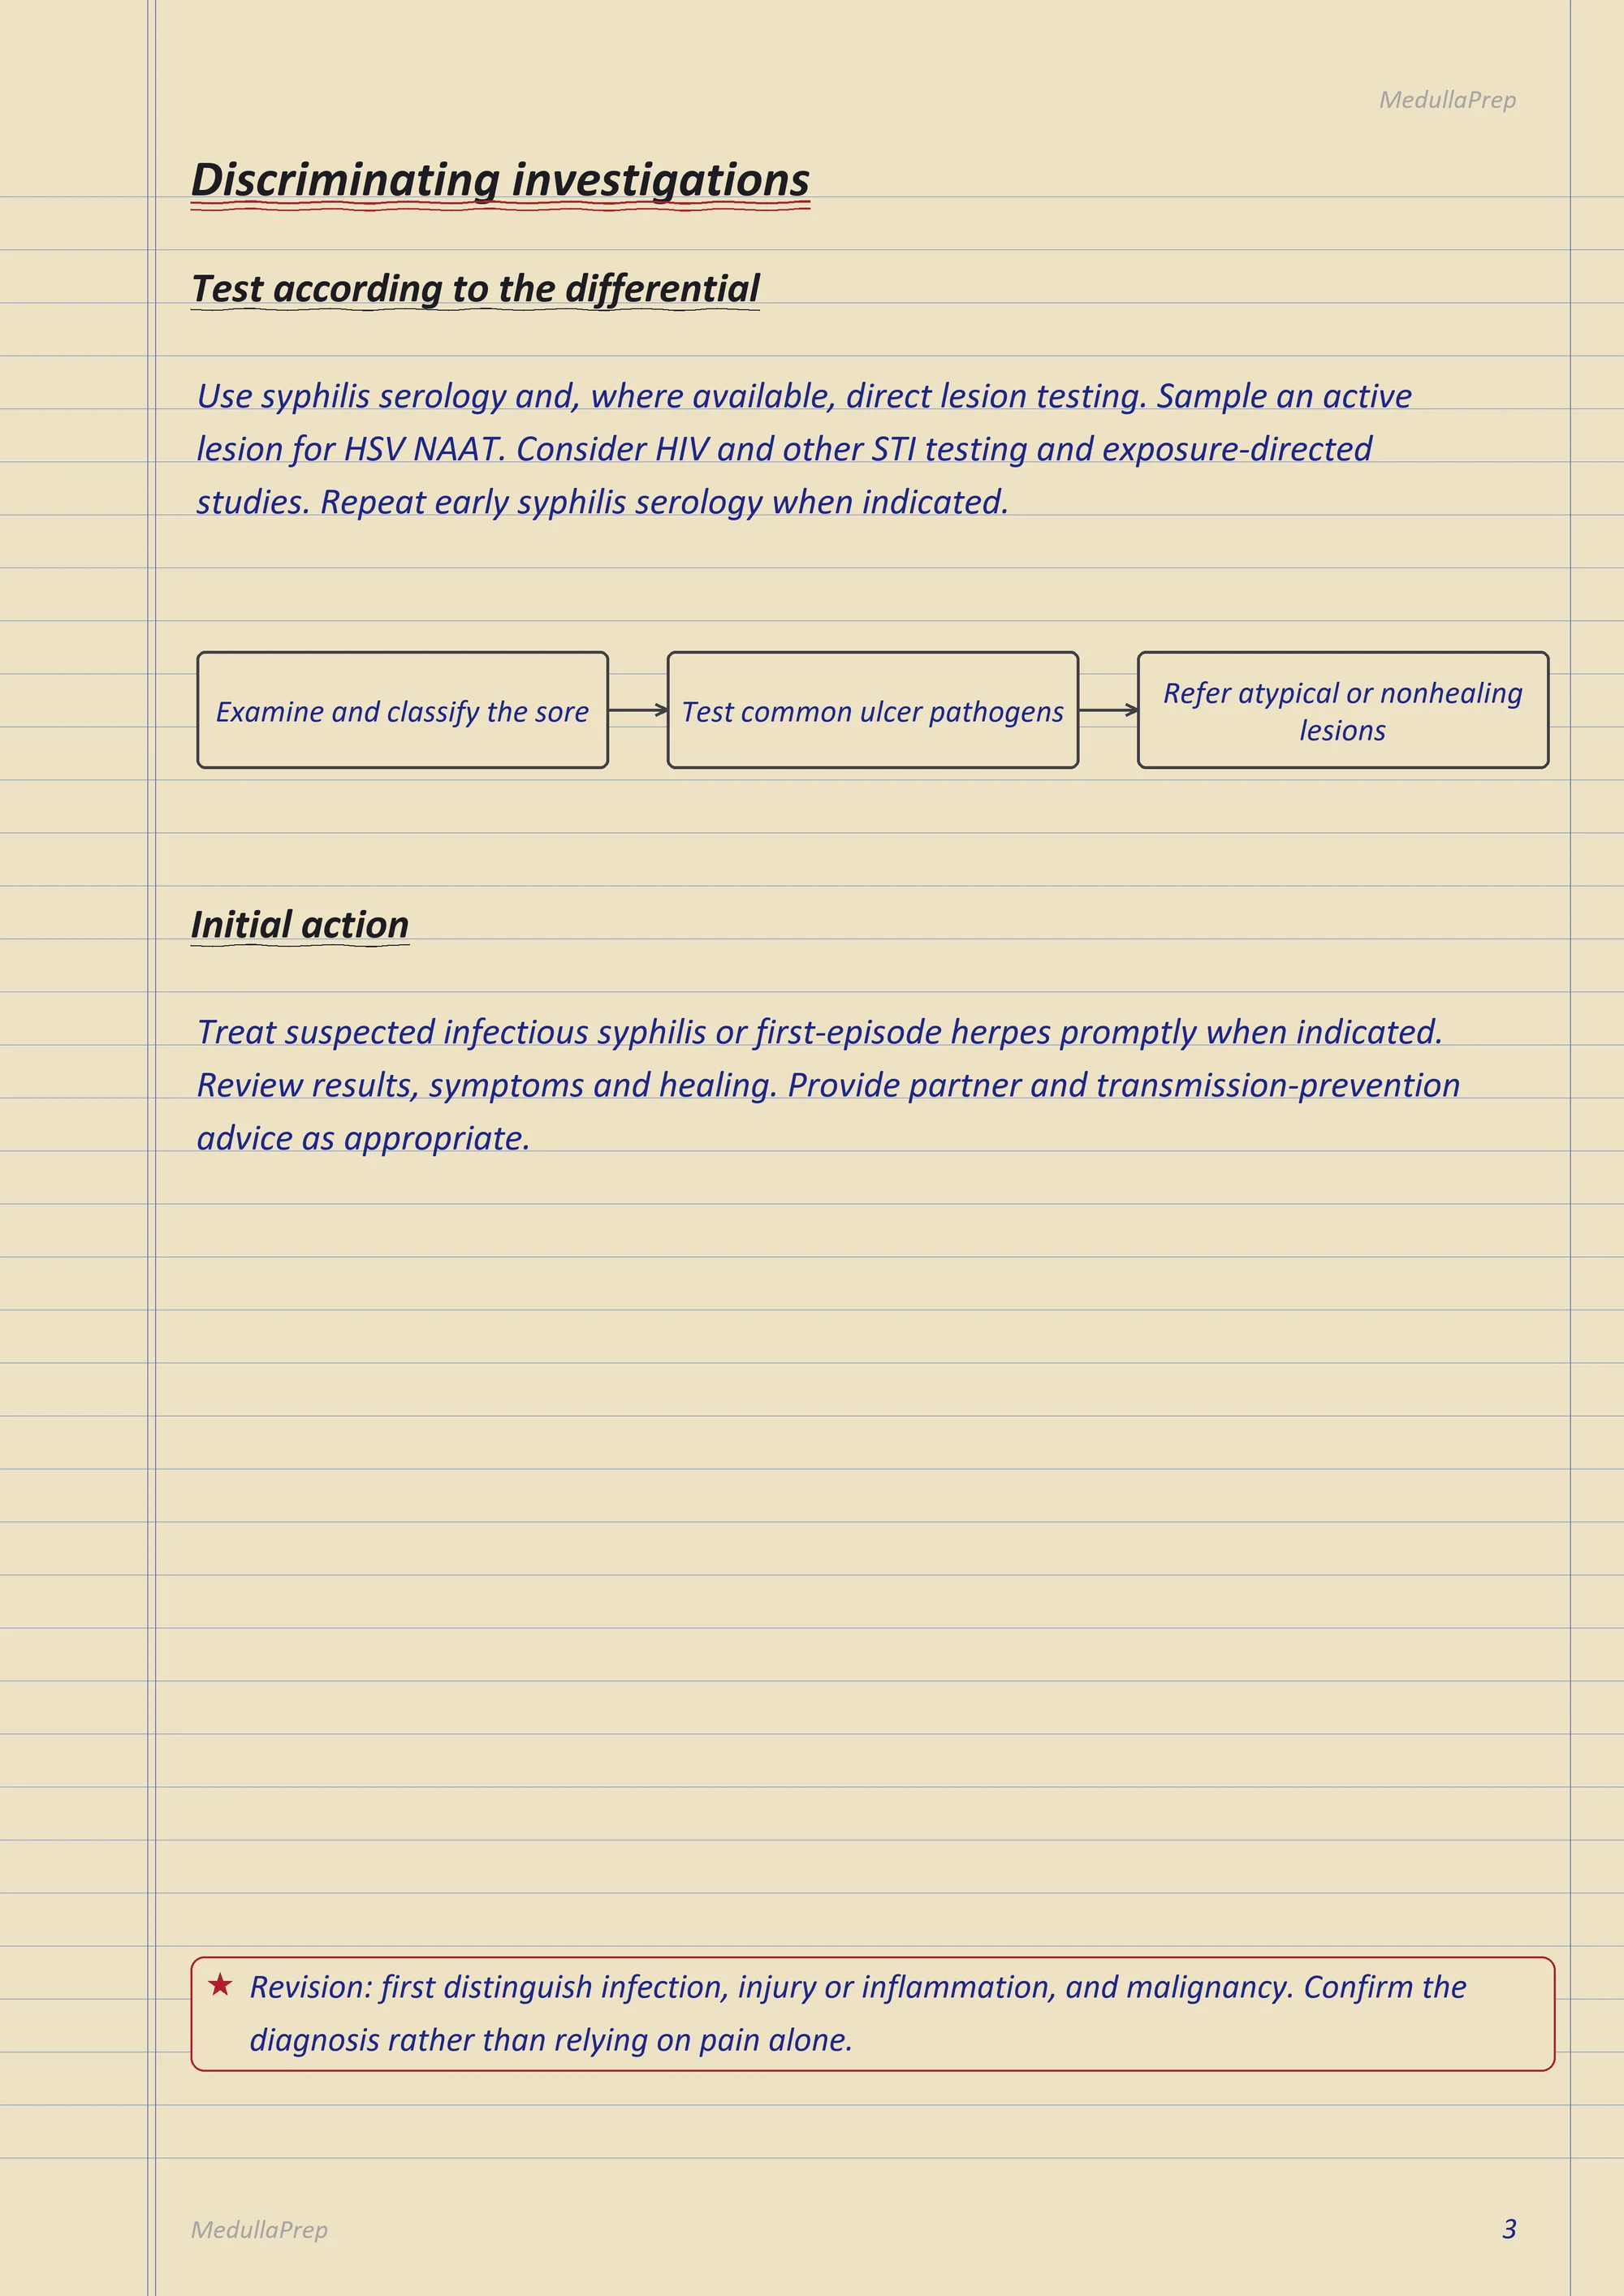 MedullaPrep
Discriminating investigations
Test according to the differential
Use syphilis serology and, where available, direct lesion testing. Sample an active
lesion for HSV NAAT. Consider HIV and other STI testing and exposure-directed
studies. Repeat early syphilis serology when indicated.
Examine and classify the sore
Test common ulcer pathogens
Refer atypical or nonhealing
lesions
Initial action
Treat suspected infectious syphilis or first-episode herpes promptly when indicated.
Review results, symptoms and healing. Provide partner and transmission-prevention
advice as appropriate.
★ Revision: first distinguish infection, injury or inflammation, and malignancy. Confirm the
diagnosis rather than relying on pain alone.
MedullaPrep
3